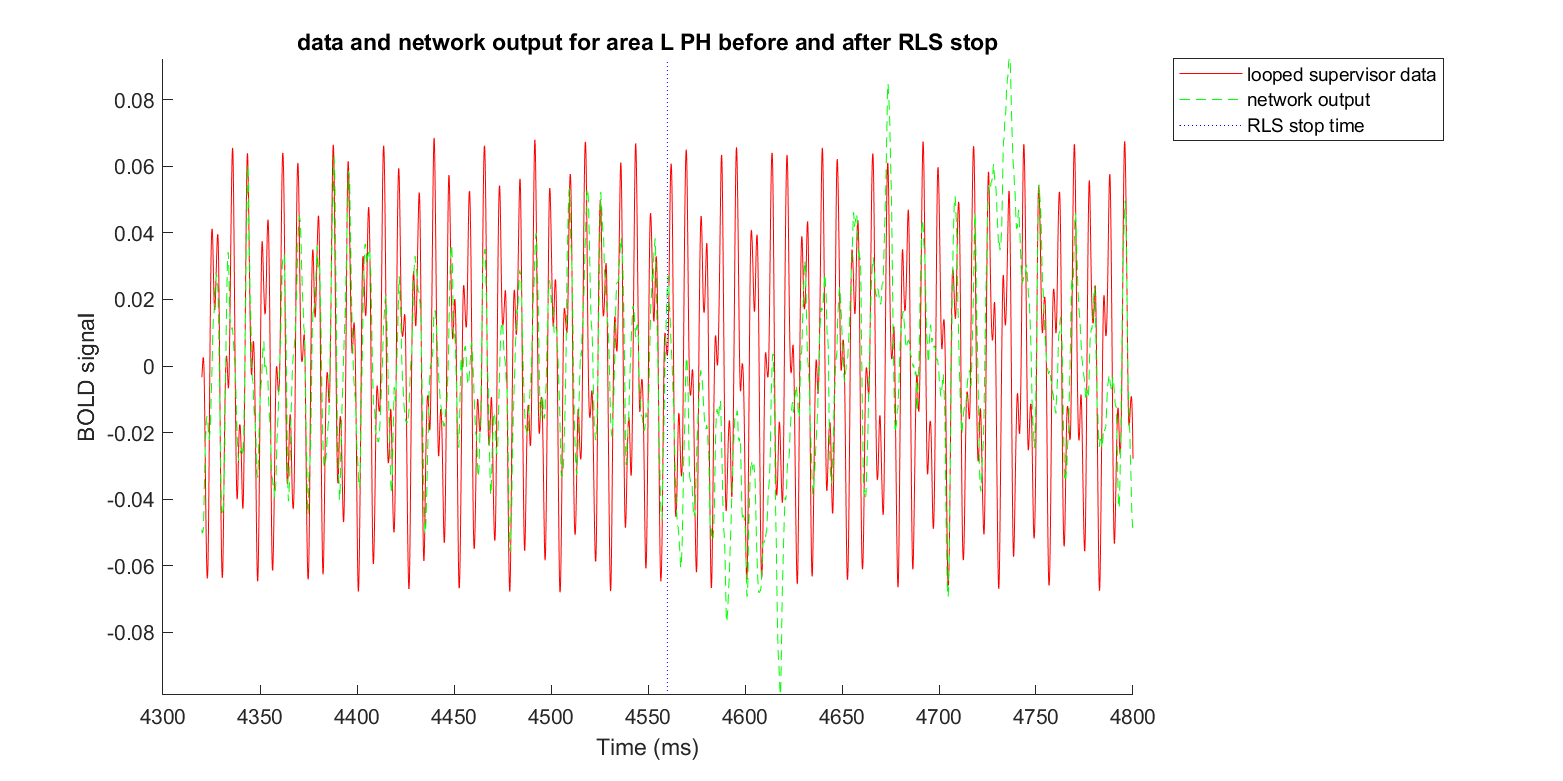 data and network output for area L PH before and after RLS stop
looped supervisor data
network output
RLS stop time
BOLD signal
0.08
0.06
0.04
0.02
0
-0.02
-0.04
-0.06
-0.08
4300 4350 4400 4450 4500 4550 4600 4650 4700 4750 4800
Time (ms)